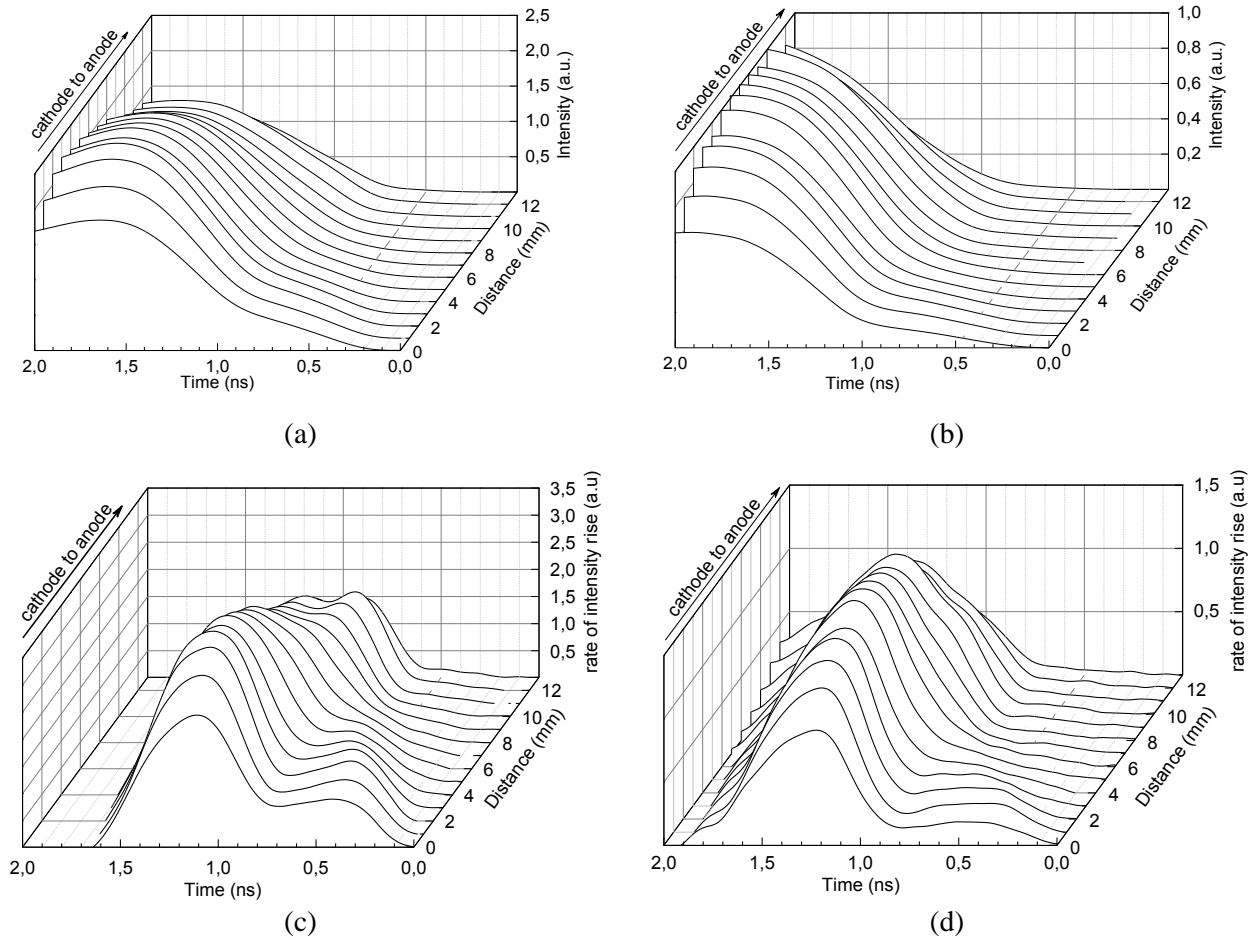 cathode to anode
2,5
2,0
1,5
1,0
0,5
Intensity (a.u.)
12
10
8
6
4
2
0
Distance (mm)
2,0 1,5 1,0 0,5 0,0
Time (ns)
(a)
cathode to anode
1,0
0,8
0,6
0,4
0,2
Intensity (a.u.)
12
10
8
6
4
2
0
Distance (mm)
2,0 1,5 1,0 0,5 0,0
Time (ns)
(b)
cathode to anode
3,5
3,0
2,5
2,0
1,5
1,0
0,5
rate of intensity rise (a.u)
12
10
8
6
4
2
0
Distance (mm)
2,0 1,5 1,0 0,5 0,0
Time (ns)
(c)
cathode to anode
1,5
1,0
0,5
rate of intensity rise (a.u)
12
10
8
6
4
2
0
Distance (mm)
2,0 1,5 1,0 0,5 0,0
Time (ns)
(d)